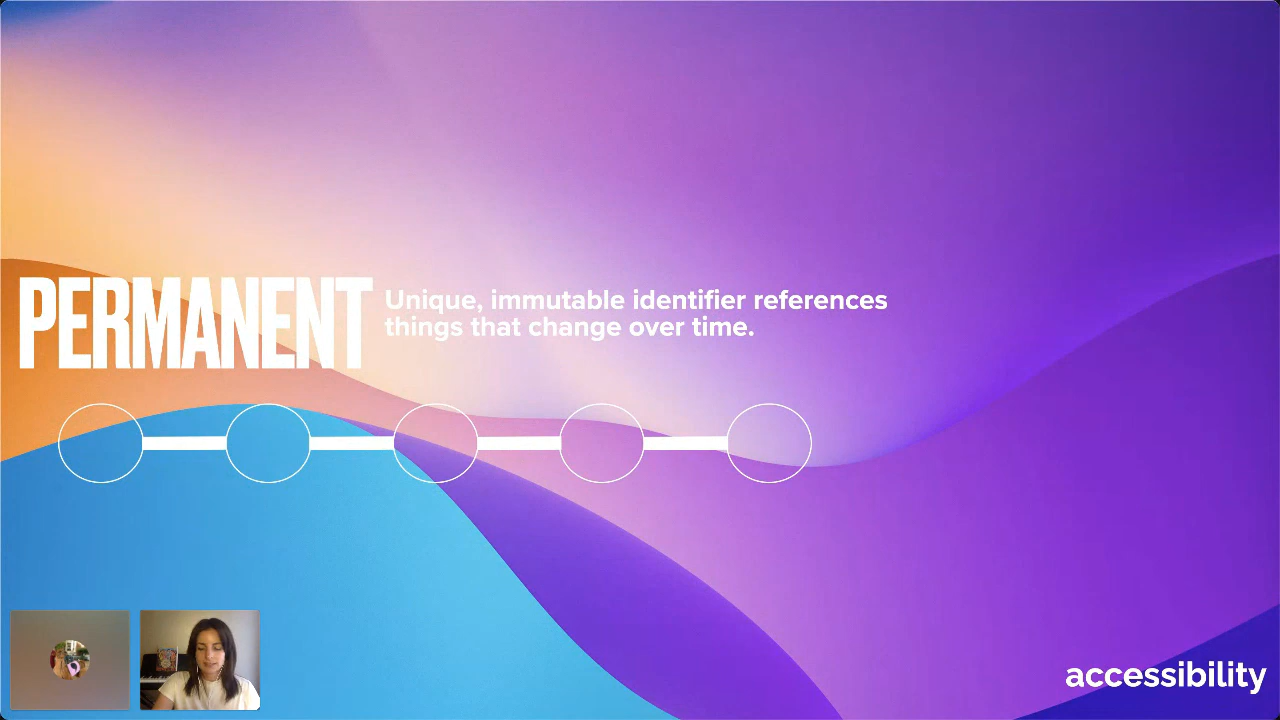 PERMANENT
Unique, immutable identifier references
things that change over time.
accessibility